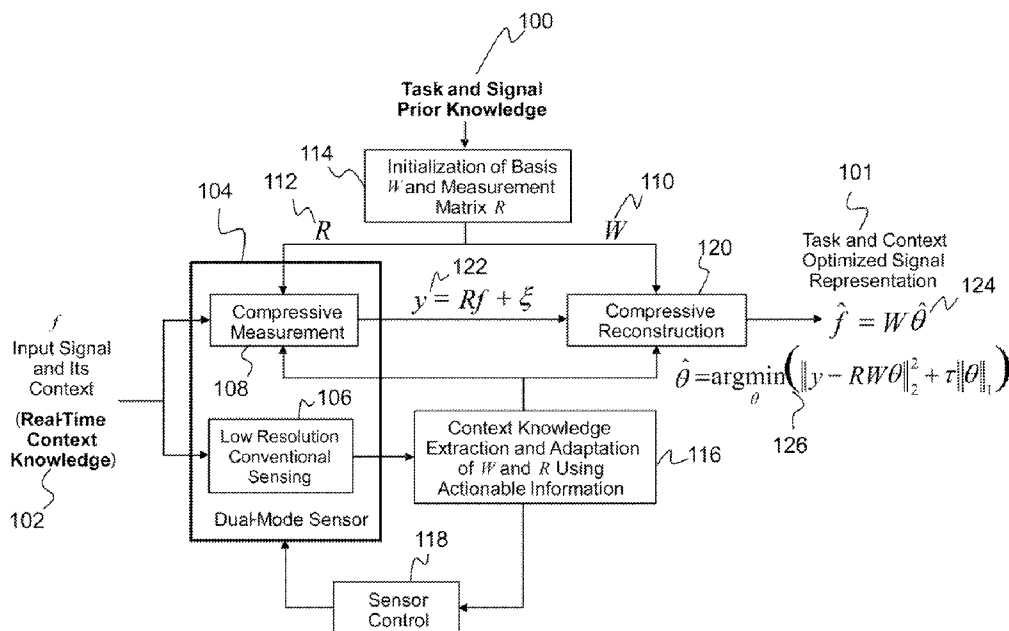 100
Task and Signal
Prior Knowledge
114
Initialization of Basis
W and Measurement
Matrix R
112
110
R
W
104
101
Task and Context
Optimized Signal
Representation
122
y = Rf + ξ
120
124
f̂ = Wθ̂
Compressive
Measurement
108
Compressive
Reconstruction
f
Input Signal
and Its
Context
(Real-Time
Context
Knowledge)
102
θ̂ = argmin_θ (‖y − RWθ‖₂² + τ‖θ‖₁)
126
106
Low Resolution
Conventional
Sensing
Context Knowledge
Extraction and Adaptation
of W and R Using
Actionable Information
116
Dual-Mode Sensor
118
Sensor
Control